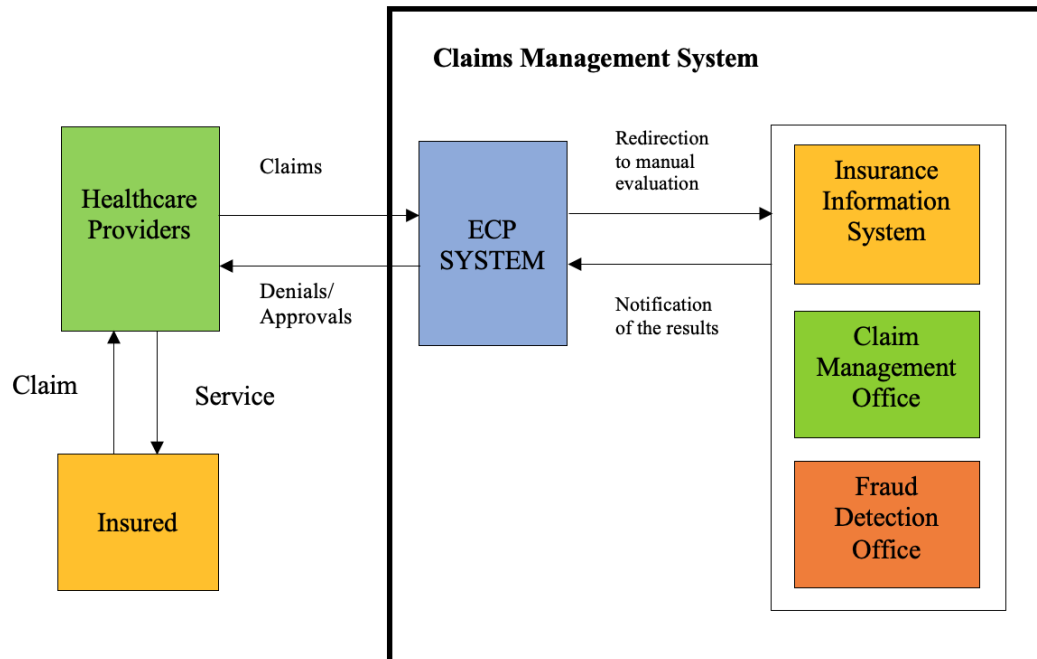 Claims Management System
Healthcare
Providers
Claims
Denials/
Approvals
Claim
Service
Insured
ECP
SYSTEM
Redirection
to manual
evaluation
Notification
of the results
Insurance
Information
System
Claim
Management
Office
Fraud
Detection
Office